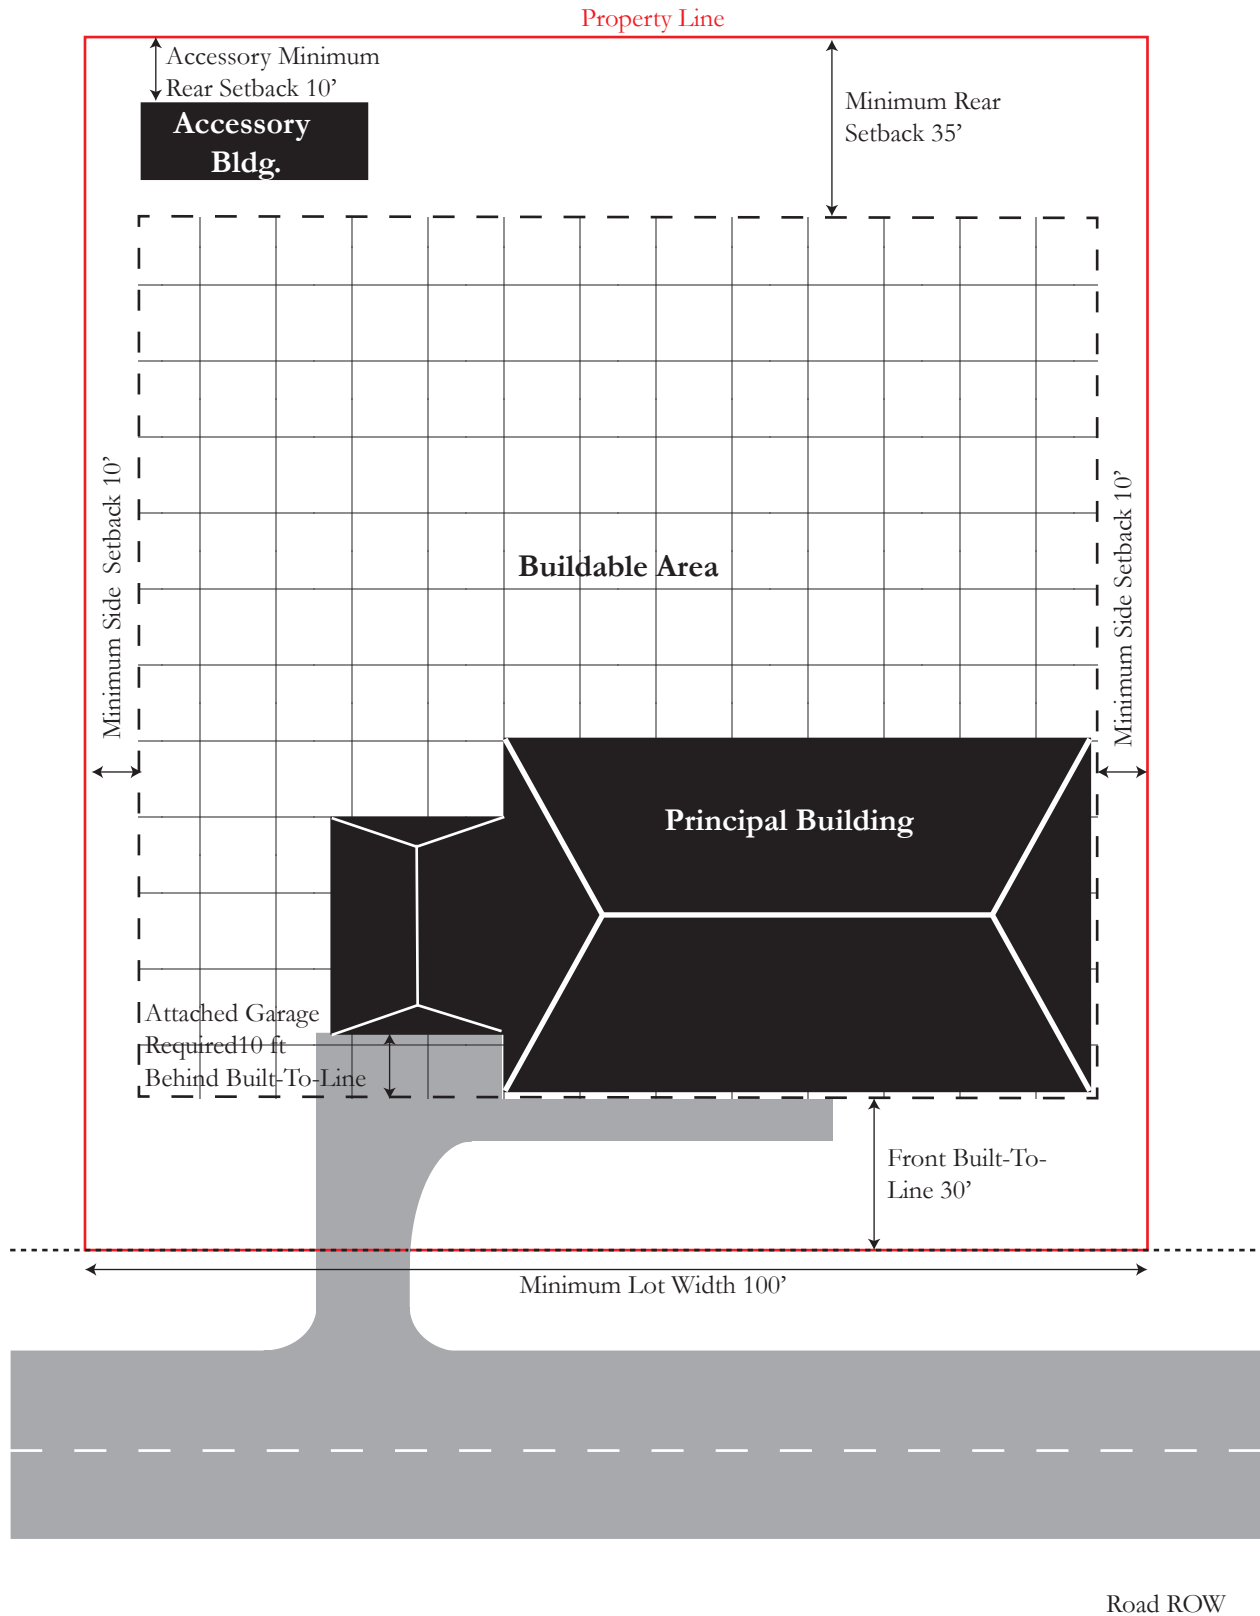 Property Line
Accessory Minimum
Rear Setback 10’
Accessory
Bldg.
Minimum Rear
Setback 35’
Minimum Side  Setback 10’
Minimum Side Setback 10’
Buildable Area
Principal Building
Attached Garage
Required10 ft
Behind Built-To-Line
Front Built-To-
Line 30’
Minimum Lot Width 100’
Road ROW